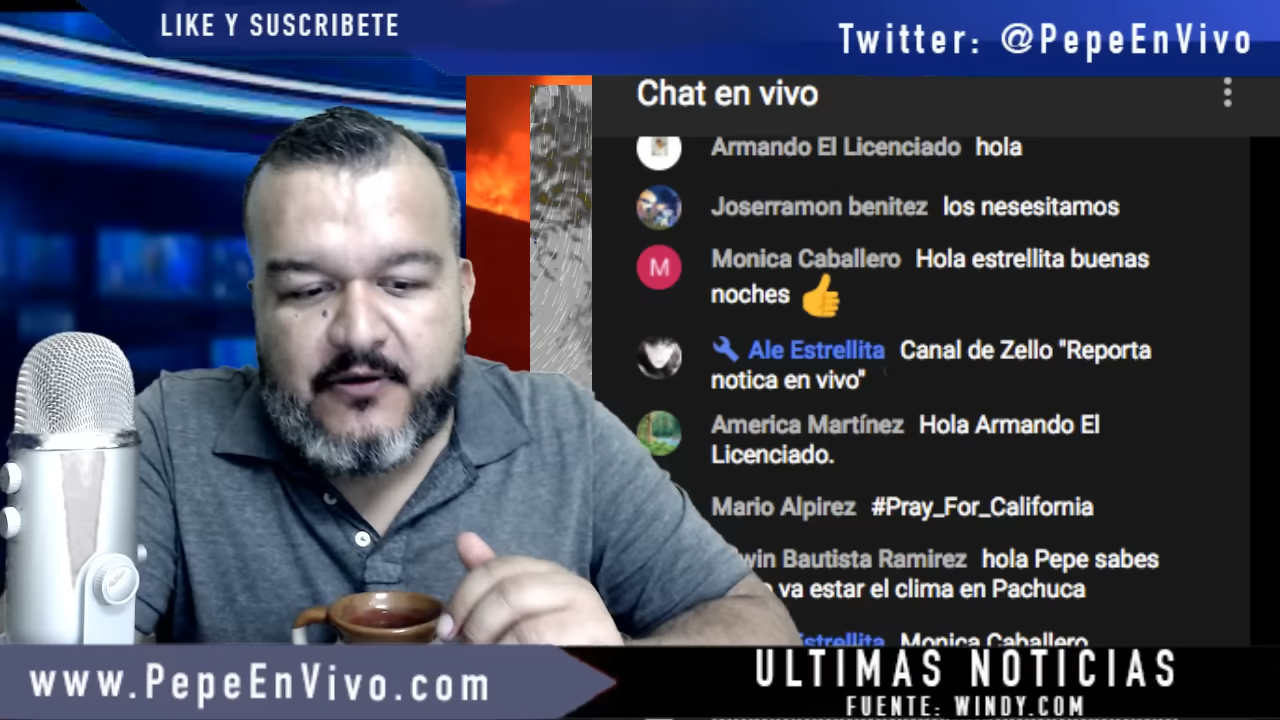 LIKE Y SUSCRIBETE
Twitter: @PepeEnVivo
Chat en vivo
Armando El Licenciado hola
Joserramon benitez los nesesitamos
M
Monica Caballero Hola estrellita buenas
noches
Ale Estrellita Canal de Zello "Reporta
notica en vivo"
America Martínez Hola Armando El
Licenciado.
Mario Alpirez #Pray_For_California
Bautista Ramirez hola Pepe sabes
va estar el clima en Pachuca
Estrellita Monica Caballero
www.PepeEnVivo.com
ULTIMAS NOTICIAS
FUENTE: WINDY.COM